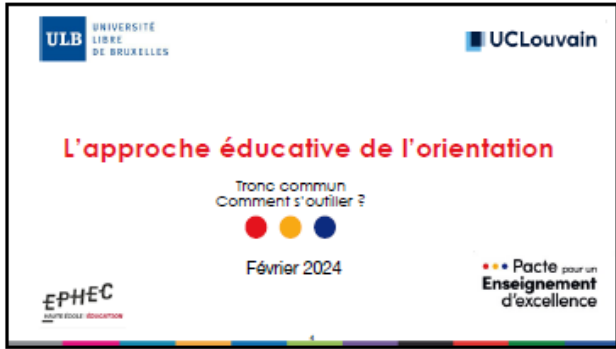 ULB UNIVERSITÉ
LIBRE
DE BRUXELLES
UCLouvain
L'approche éducative de l'orientation
Tronc commun
Comment s'outiller ?
Février 2024
EPHEC
HAUTE ÉCOLE ÉDUCATION
Pacte pour un
Enseignement
d'excellence